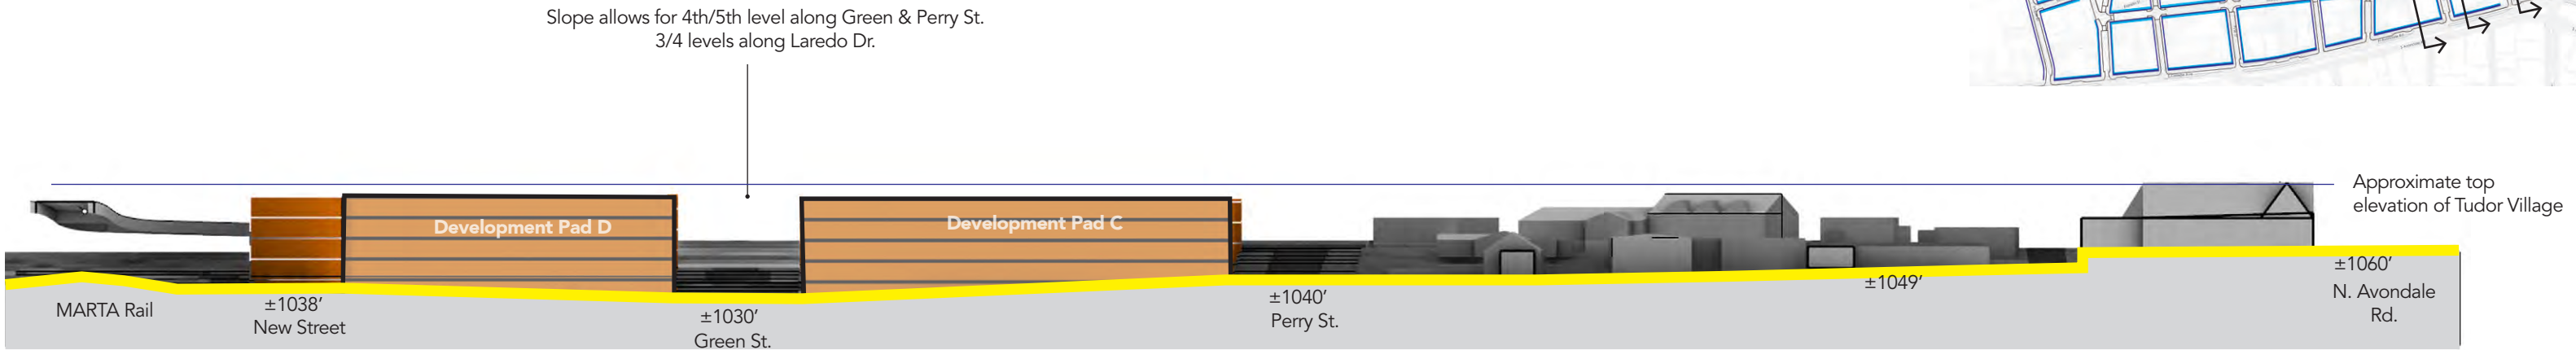 Slope allows for 4th/5th level along Green & Perry St.
3/4 levels along Laredo Dr.
Approximate top
elevation of Tudor Village
Development Pad D
Development Pad C
MARTA Rail
±1038’
New Street
±1030’
Green St.
±1040’
Perry St.
±1049’
±1060’
N. Avondale
Rd.